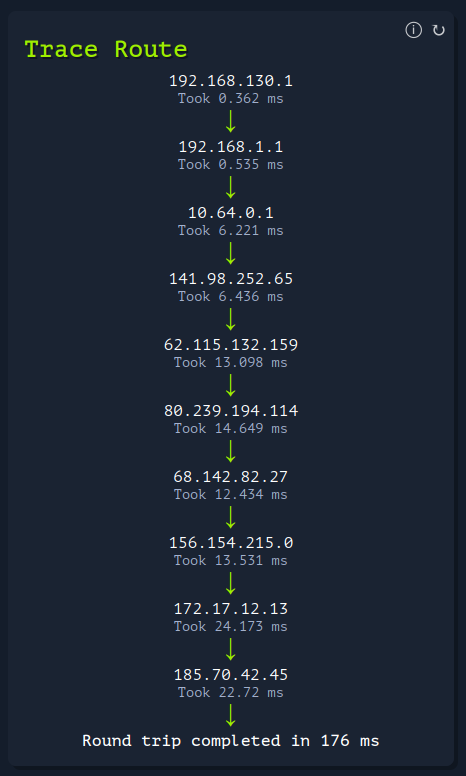 Trace Route
192.168.130.1
Took 0.362 ms
↓
192.168.1.1
Took 0.535 ms
↓
10.64.0.1
Took 6.221 ms
↓
141.98.252.65
Took 6.436 ms
↓
62.115.132.159
Took 13.098 ms
↓
80.239.194.114
Took 14.649 ms
↓
68.142.82.27
Took 12.434 ms
↓
156.154.215.0
Took 13.531 ms
↓
172.17.12.13
Took 24.173 ms
↓
185.70.42.45
Took 22.72 ms
↓
Round trip completed in 176 ms